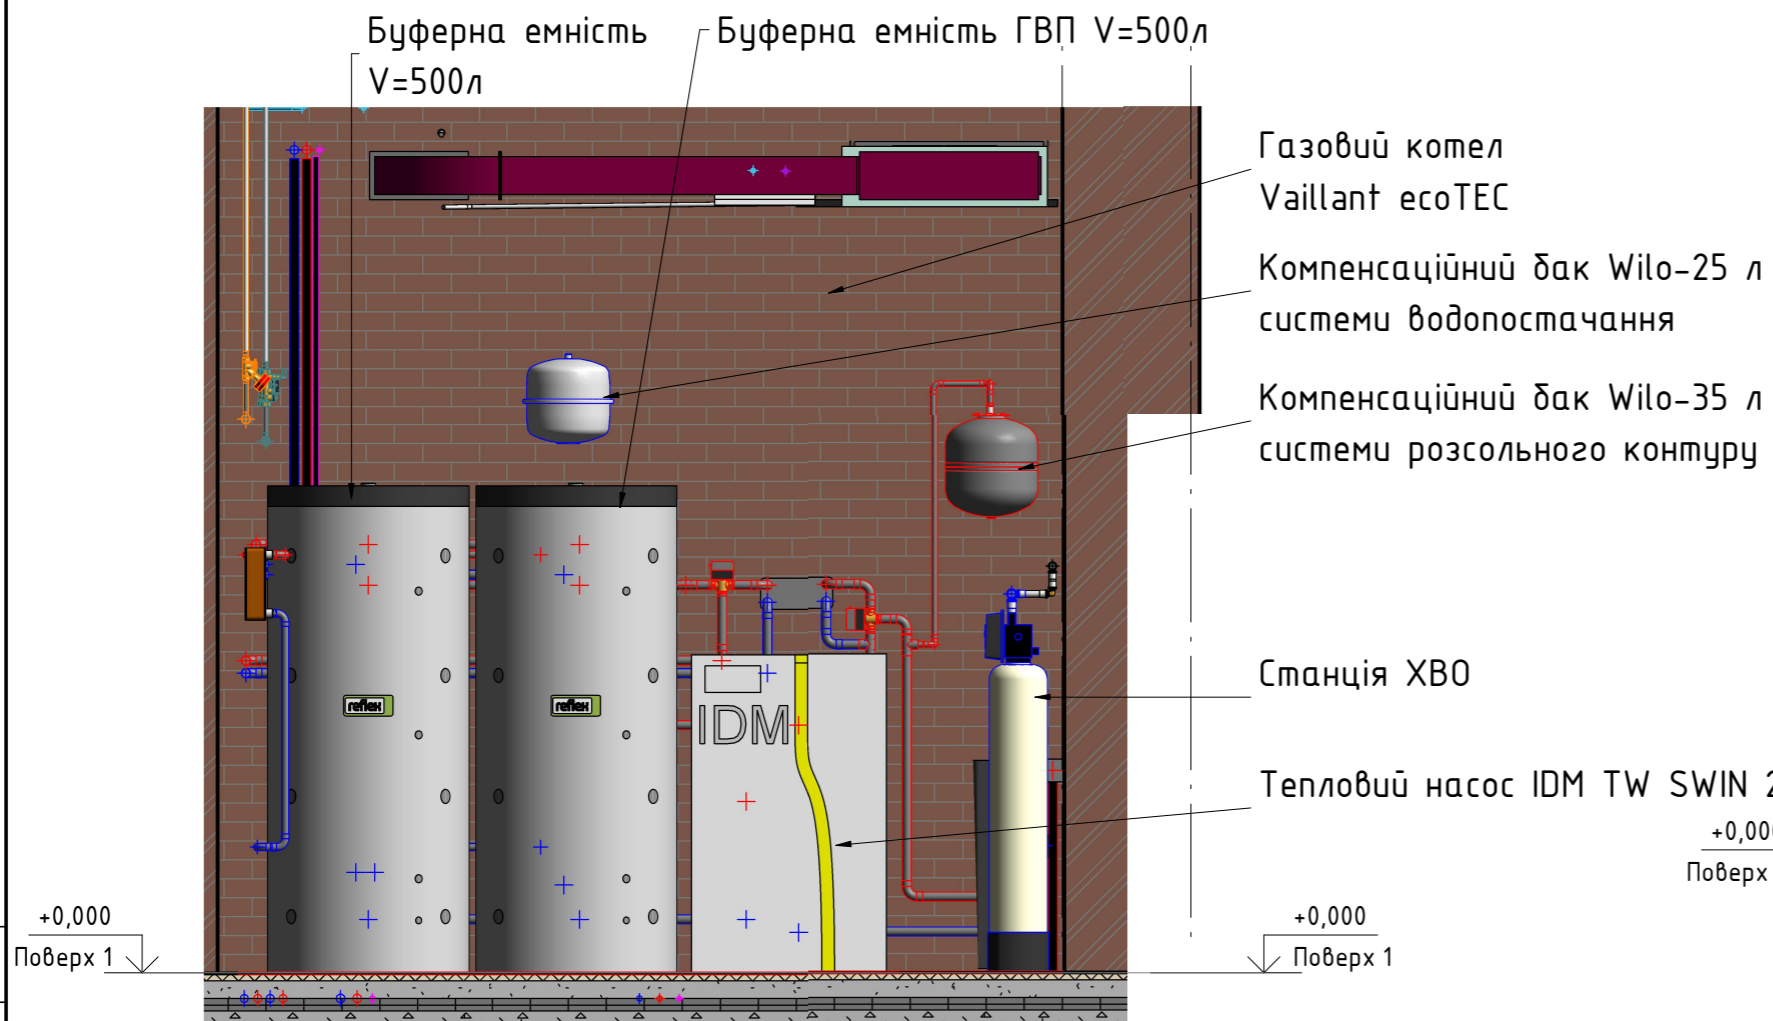 Буферна емність
V=500л
Буферна емність ГВП V=500л
Газовий котел
Vaillant ecoTEC
Компенсаційний бак Wilo-25 л
системи водопостачання
Компенсаційний бак Wilo-35 л
системи розсольного контуру
reflex
reflex
IDM
Станція ХВО
Тепловий насос IDM TW SWIN 2
+0,000
Поверх
+0,000
Поверх 1
+0,000
Поверх 1